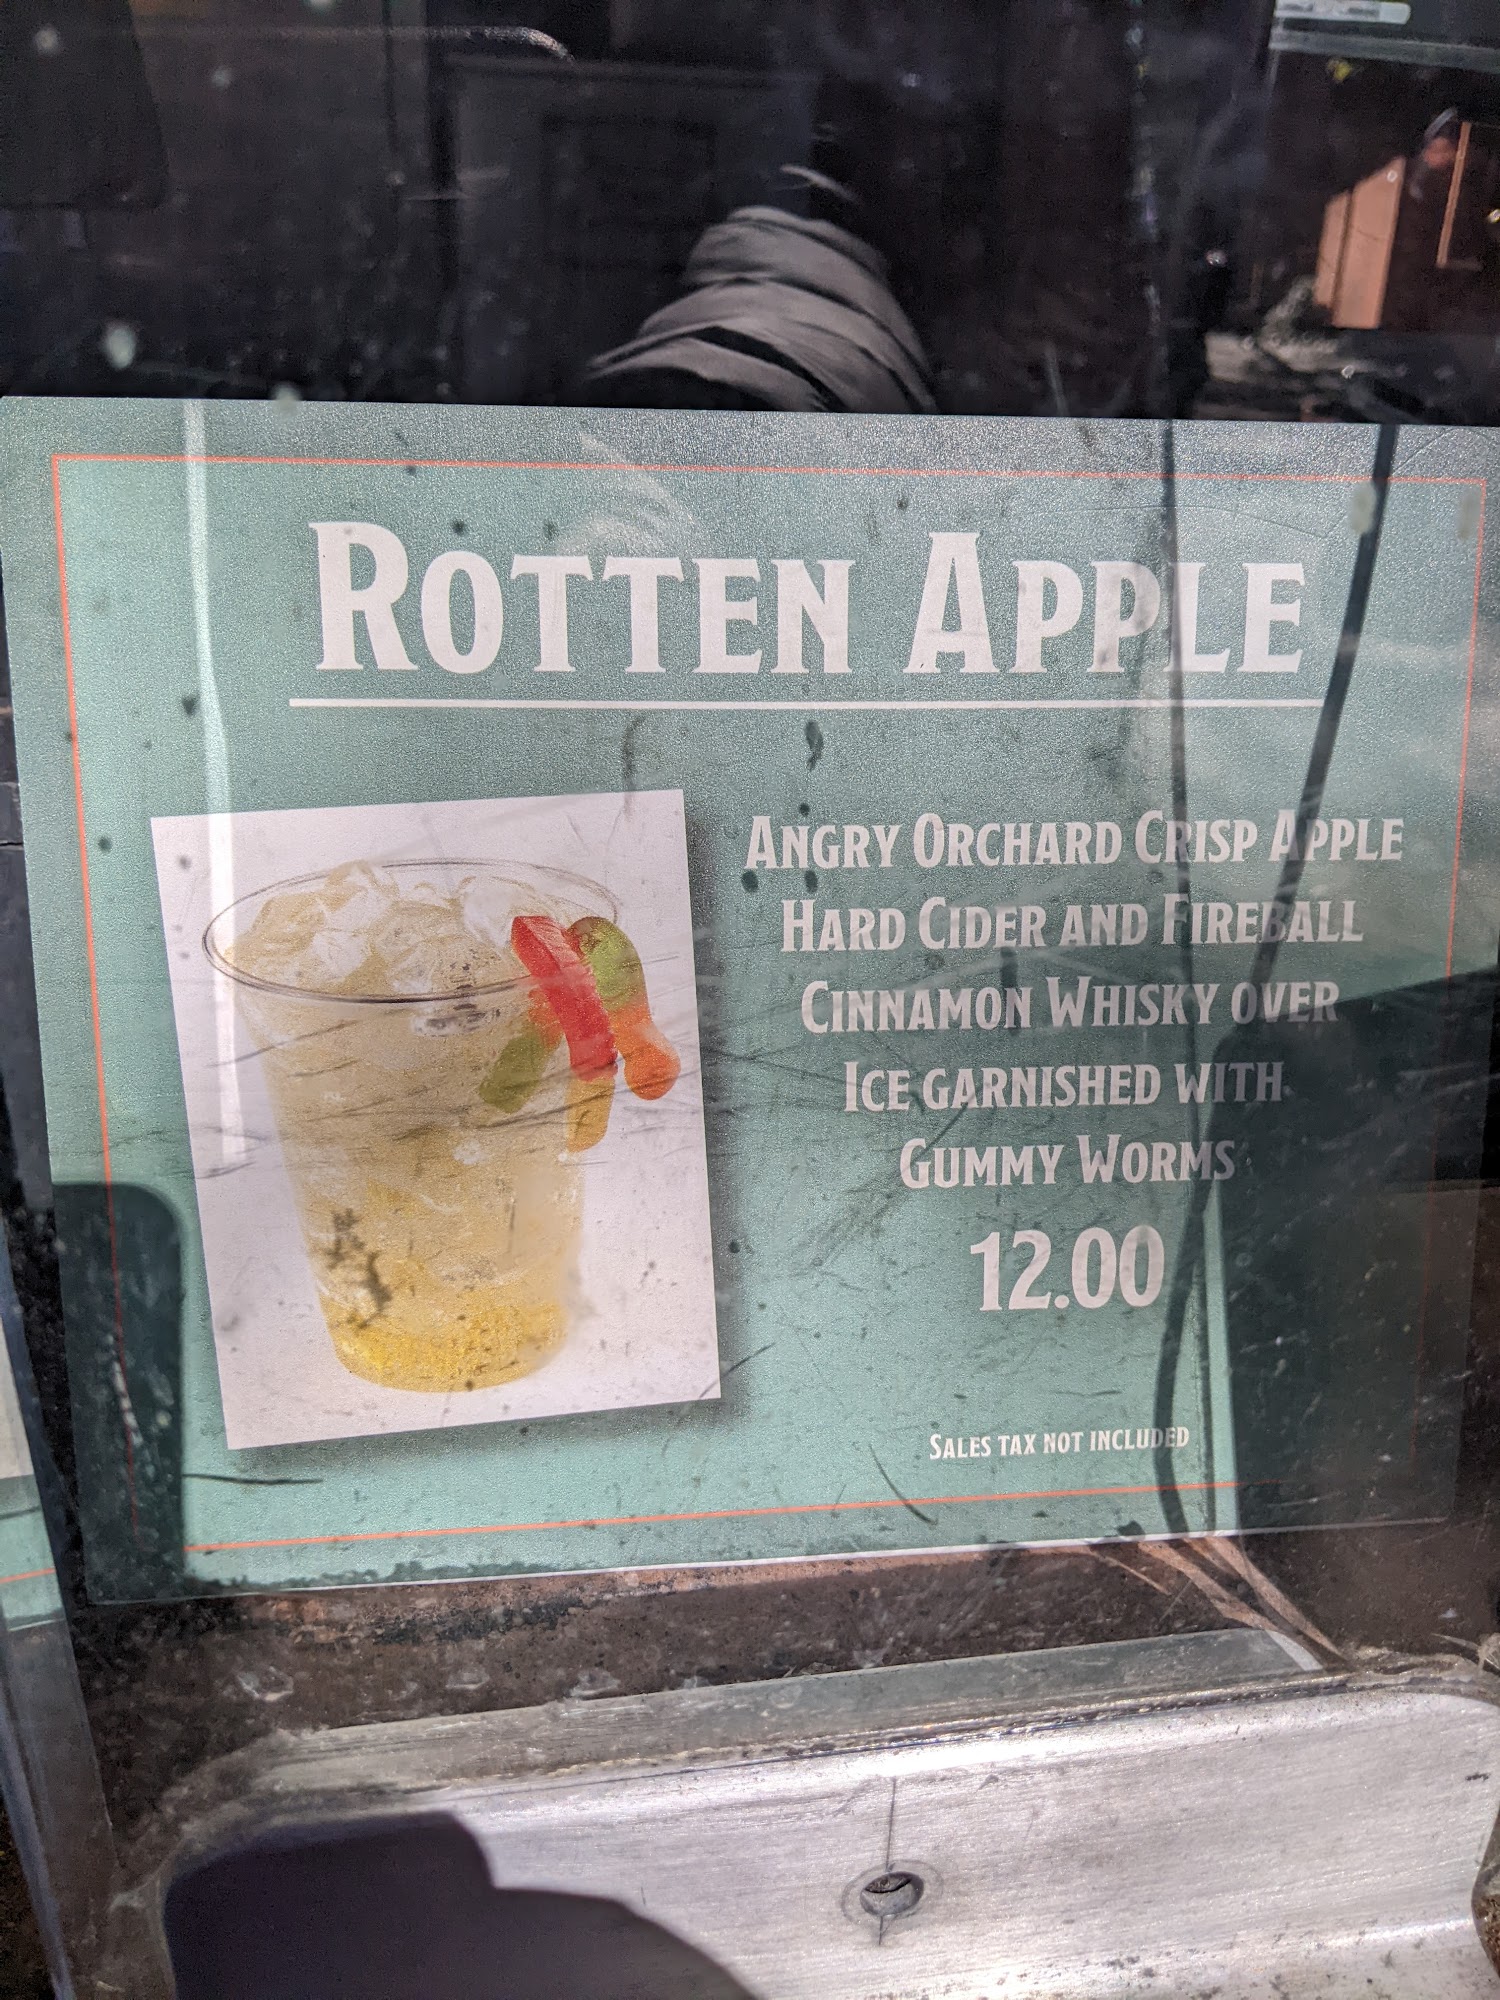 ROTTEN APPLE
ANGRY ORCHARD CRISP APPLE
HARD CIDER AND FIREBALL
CINNAMON WHISKY OVER
ICE GARNISHED WITH
GUMMY WORMS
12.00
SALES TAX NOT INCLUDED